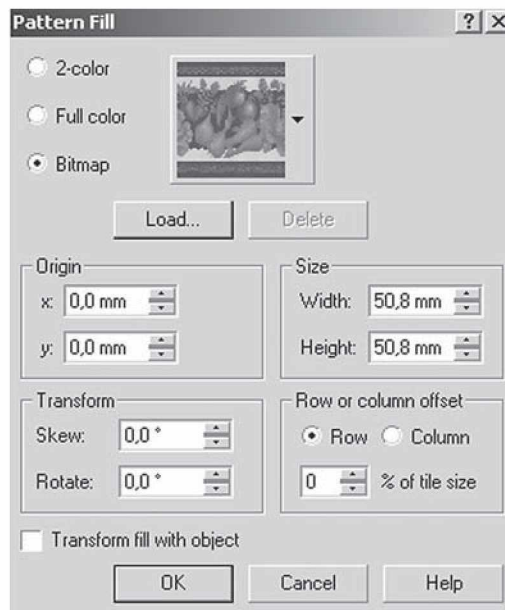 Pattern Fill
2-color
Full color
Bitmap
Load...
Delete
Origin
x: 0,0 mm
y: 0,0 mm
Size
Width: 50,8 mm
Height: 50,8 mm
Transform
Skew: 0,0 °
Rotate: 0,0 °
Row or column offset
Row Column
0 % of tile size
Transform fill with object
OK Cancel Help